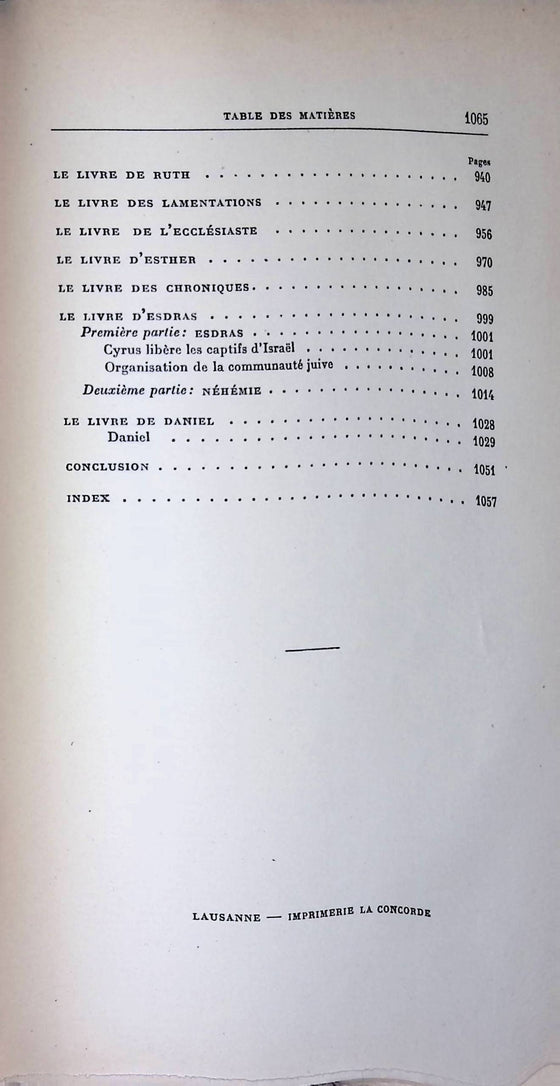 TABLE DES MATIÈRES 1065
Pages
LE LIVRE DE RUTH . . . . . . . . . . . . . . . . . . . 940
LE LIVRE DES LAMENTATIONS . . . . . . . . . . . . . . 947
LE LIVRE DE L'ECCLÉSIASTE . . . . . . . . . . . . . . 956
LE LIVRE D'ESTHER . . . . . . . . . . . . . . . . . . . 970
LE LIVRE DES CHRONIQUES. . . . . . . . . . . . . . . . 985
LE LIVRE D'ESDRAS . . . . . . . . . . . . . . . . . . . 999
Première partie: ESDRAS . . . . . . . . . . . . . . . . 1001
Cyrus libère les captifs d'Israël . . . . . . . . . . . . 1001
Organisation de la communauté juive . . . . . . . . . 1008
Deuxième partie: NÉHÉMIE . . . . . . . . . . . . . . . 1014
LE LIVRE DE DANIEL . . . . . . . . . . . . . . . . . . 1028
Daniel . . . . . . . . . . . . . . . . . . . . . . 1029
CONCLUSION . . . . . . . . . . . . . . . . . . . . . . . 1051
INDEX . . . . . . . . . . . . . . . . . . . . . . . . . . 1057
LAUSANNE — IMPRIMERIE LA CONCORDE